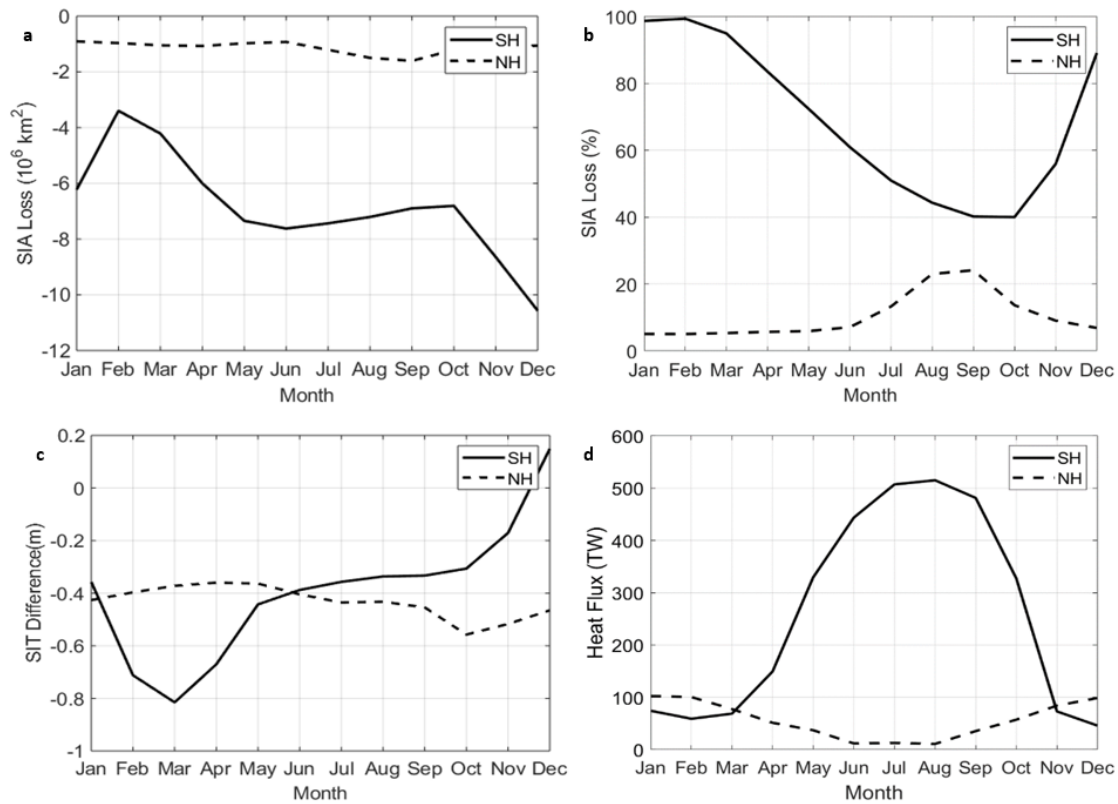 a
SIA Loss (10⁶ km²)
0
-2
-4
-6
-8
-10
-12
SH
NH
Jan Feb Mar Apr May Jun Jul Aug Sep Oct Nov Dec
Month
b
SIA Loss (%)
100
80
60
40
20
0
SH
NH
Jan Feb Mar Apr May Jun Jul Aug Sep Oct Nov Dec
Month
c
SIT Difference(m)
0.2
0
-0.2
-0.4
-0.6
-0.8
-1
SH
NH
Jan Feb Mar Apr May Jun Jul Aug Sep Oct Nov Dec
Month
d
Heat Flux (TW)
600
500
400
300
200
100
0
SH
NH
Jan Feb Mar Apr May Jun Jul Aug Sep Oct Nov Dec
Month